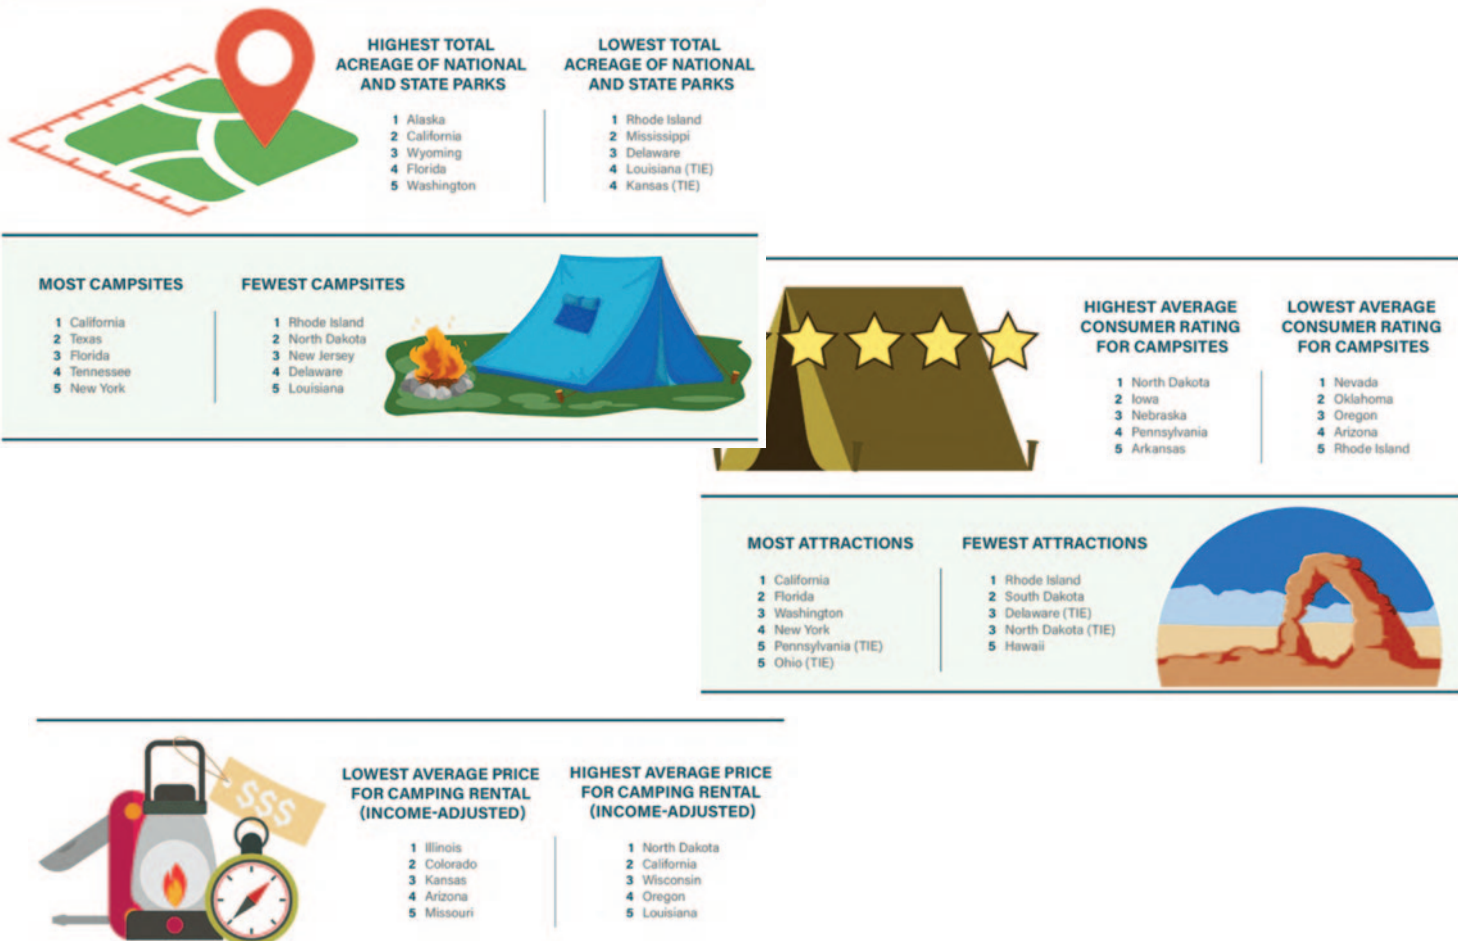 HIGHEST TOTAL
ACREAGE OF NATIONAL
AND STATE PARKS
1 Alaska
2 California
3 Wyoming
4 Florida
5 Washington
LOWEST TOTAL
ACREAGE OF NATIONAL
AND STATE PARKS
1 Rhode Island
2 Mississippi
3 Delaware
4 Louisiana (TIE)
4 Kansas (TIE)
MOST CAMPSITES
1 California
2 Texas
3 Florida
4 Tennessee
5 New York
FEWEST CAMPSITES
1 Rhode Island
2 North Dakota
3 New Jersey
4 Delaware
5 Louisiana
HIGHEST AVERAGE
CONSUMER RATING
FOR CAMPSITES
1 North Dakota
2 Iowa
3 Nebraska
4 Pennsylvania
5 Arkansas
LOWEST AVERAGE
CONSUMER RATING
FOR CAMPSITES
1 Nevada
2 Oklahoma
3 Oregon
4 Arizona
5 Rhode Island
MOST ATTRACTIONS
1 California
2 Florida
3 Washington
4 New York
5 Pennsylvania (TIE)
5 Ohio (TIE)
FEWEST ATTRACTIONS
1 Rhode Island
2 South Dakota
3 Delaware (TIE)
3 North Dakota (TIE)
5 Hawaii
$$$
LOWEST AVERAGE PRICE
FOR CAMPING RENTAL
(INCOME-ADJUSTED)
1 Illinois
2 Colorado
3 Kansas
4 Arizona
5 Missouri
HIGHEST AVERAGE PRICE
FOR CAMPING RENTAL
(INCOME-ADJUSTED)
1 North Dakota
2 California
3 Wisconsin
4 Oregon
5 Louisiana